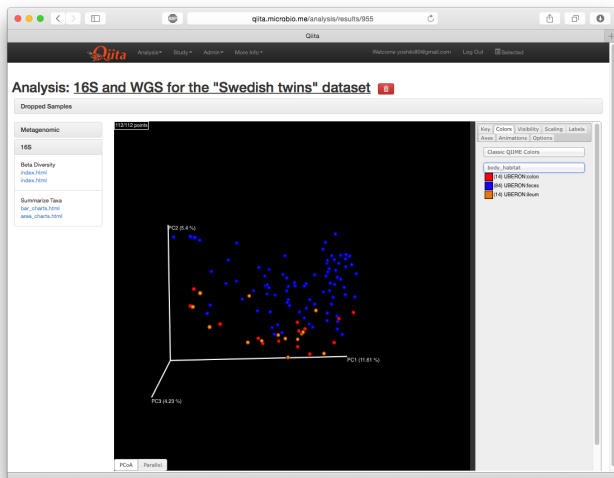 qiita.microbio.me/analysis/results/955
Qiita
Qiita
Analysis Study Admin More Info
Welcome yoshiki89@gmail.com Log Out Selected
Analysis: 16S and WGS for the "Swedish twins" dataset
Dropped Samples
Metagenomic
16S
Beta Diversity
index.html
index.html
Summarize Taxa
bar_charts.html
area_charts.html
112/112 points
PC2 (5.4 %)
PC1 (11.61 %)
PC3 (4.23 %)
PCoA Parallel
Key Colors Visibility Scaling Labels
Axes Animations Options
Classic QIIME Colors
body_habitat
(14) UBERON:colon
(84) UBERON:feces
(14) UBERON:ileum